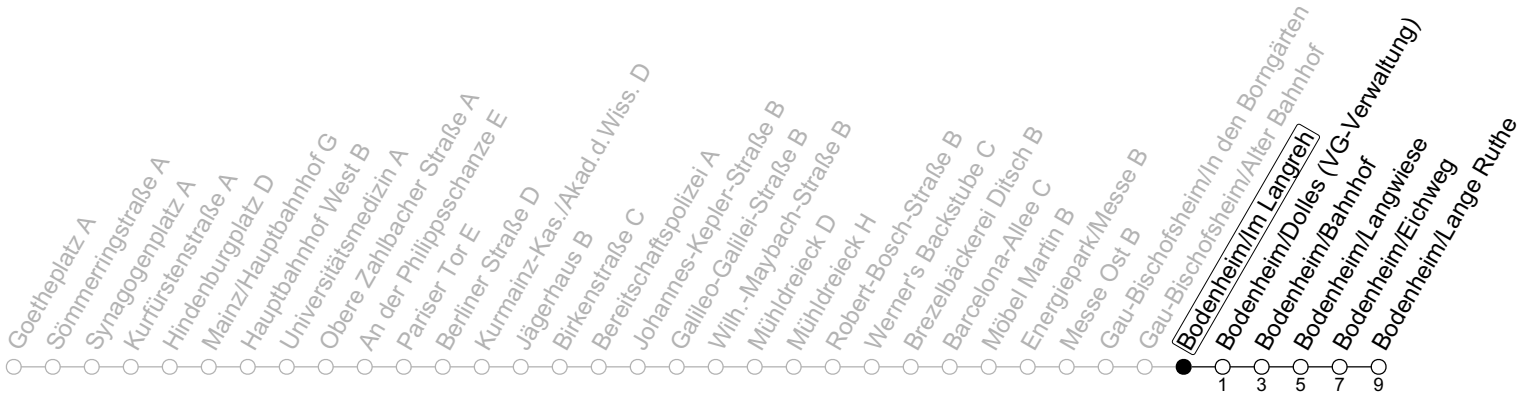 Goetheplatz A
Sömmerringstraße A
Synagogenplatz A
Kurfürstenstraße A
Hindenburgplatz D
Mainz/Hauptbahnhof G
Hauptbahnhof West B
Universitätsmedizin A
Obere Zahlbacher Straße A
An der Philippsschanze E
Pariser Tor E
Berliner Straße D
Kurmainz-Kas./Akad.d.Wiss. D
Jägerhaus B
Birkenstraße C
Bereitschaftspolizei A
Johannes-Kepler-Straße B
Galileo-Galilei-Straße B
Wilh.-Maybach-Straße B
Mühldreieck D
Mühldreieck H
Robert-Bosch-Straße B
Werner's Backstube C
Brezelbäckerei Ditsch B
Barcelona-Allee C
Möbel Martin B
Energiepark/Messe B
Messe Ost B
Gau-Bischofsheim/In den Borngärten
Gau-Bischofsheim/Alter Bahnhof
Bodenheim/Im Langreh
Bodenheim/Dolles (VG-Verwaltung)
Bodenheim/Bahnhof
Bodenheim/Langwiese
Bodenheim/Eichweg
Bodenheim/Lange Ruthe
1 3 5 7 9